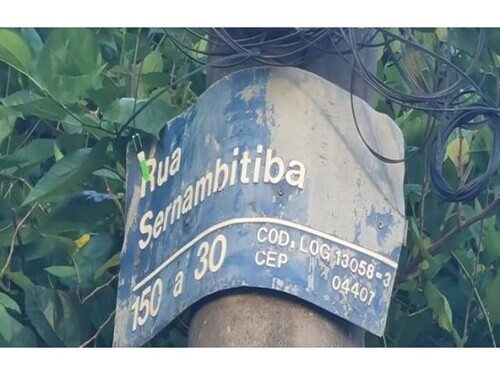 Rua
Sernambitiba
150 a 30
COD. LOG 13058-3
CEP 04407